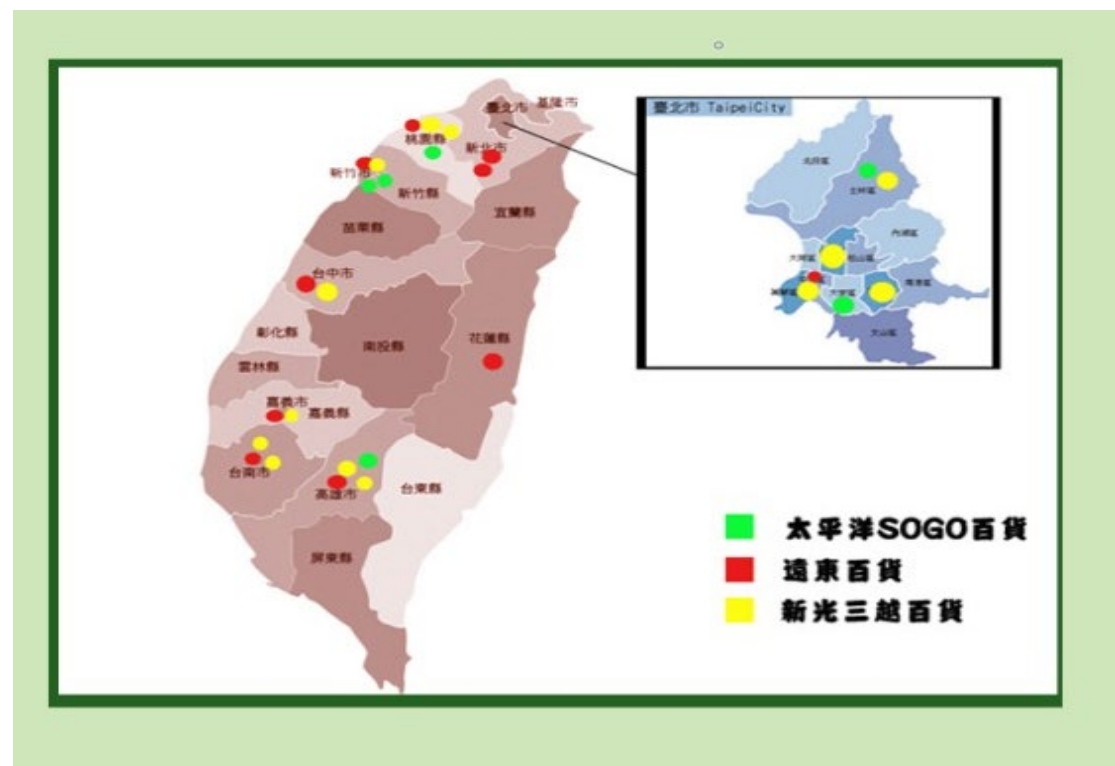 臺北市
基隆市
桃園縣
新北市
新竹市
新竹縣
宜蘭縣
苗栗縣
台中市
彰化縣
南投縣
花蓮縣
雲林縣
嘉義市
嘉義縣
台南市
高雄市
台東縣
屏東縣
臺北市 TaipeiCity
北投區
士林區
內湖區
大同區
松山區
萬華區
大安區
南港區
文山區
太平洋SOGO百貨
遠東百貨
新光三越百貨